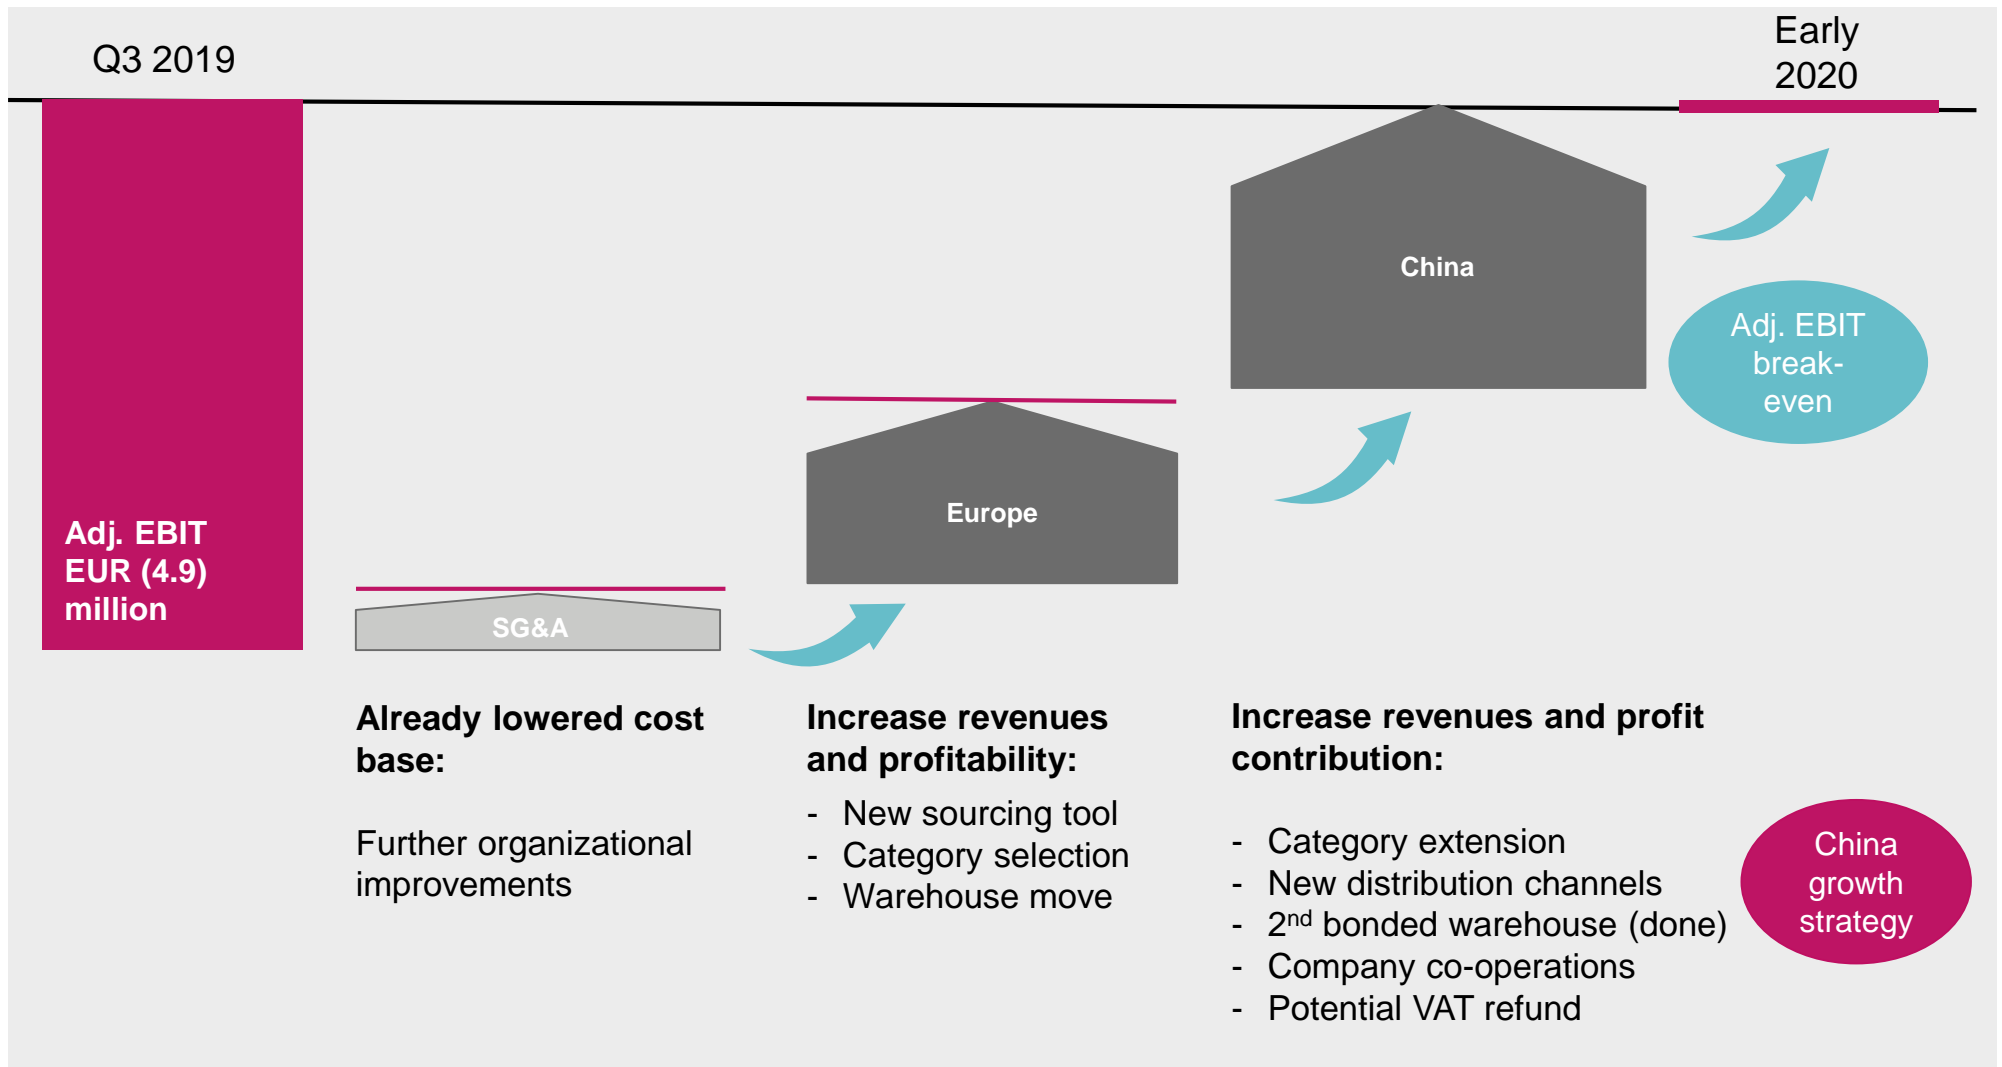 Q3 2019
Early
2020
Adj. EBIT
EUR (4.9)
million
SG&A
Europe
China
Adj. EBIT
break-
even
Already lowered cost
base:
Further organizational
improvements
Increase revenues
and profitability:
- New sourcing tool
- Category selection
- Warehouse move
Increase revenues and profit
contribution:
- Category extension
- New distribution channels
- 2nd bonded warehouse (done)
- Company co-operations
- Potential VAT refund
China
growth
strategy